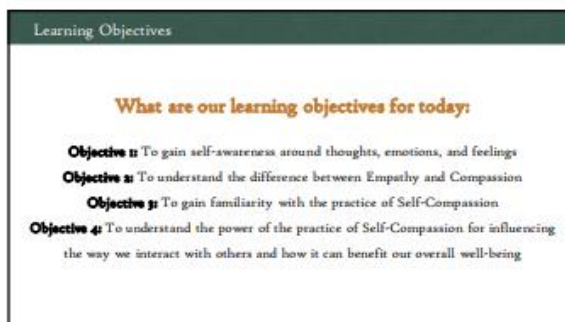 Learning Objectives
What are our learning objectives for today:
Objective 1: To gain self-awareness around thoughts, emotions, and feelings
Objective 2: To understand the difference between Empathy and Compassion
Objective 3: To gain familiarity with the practice of Self-Compassion
Objective 4: To understand the power of the practice of Self-Compassion for influencing
the way we interact with others and how it can benefit our overall well-being